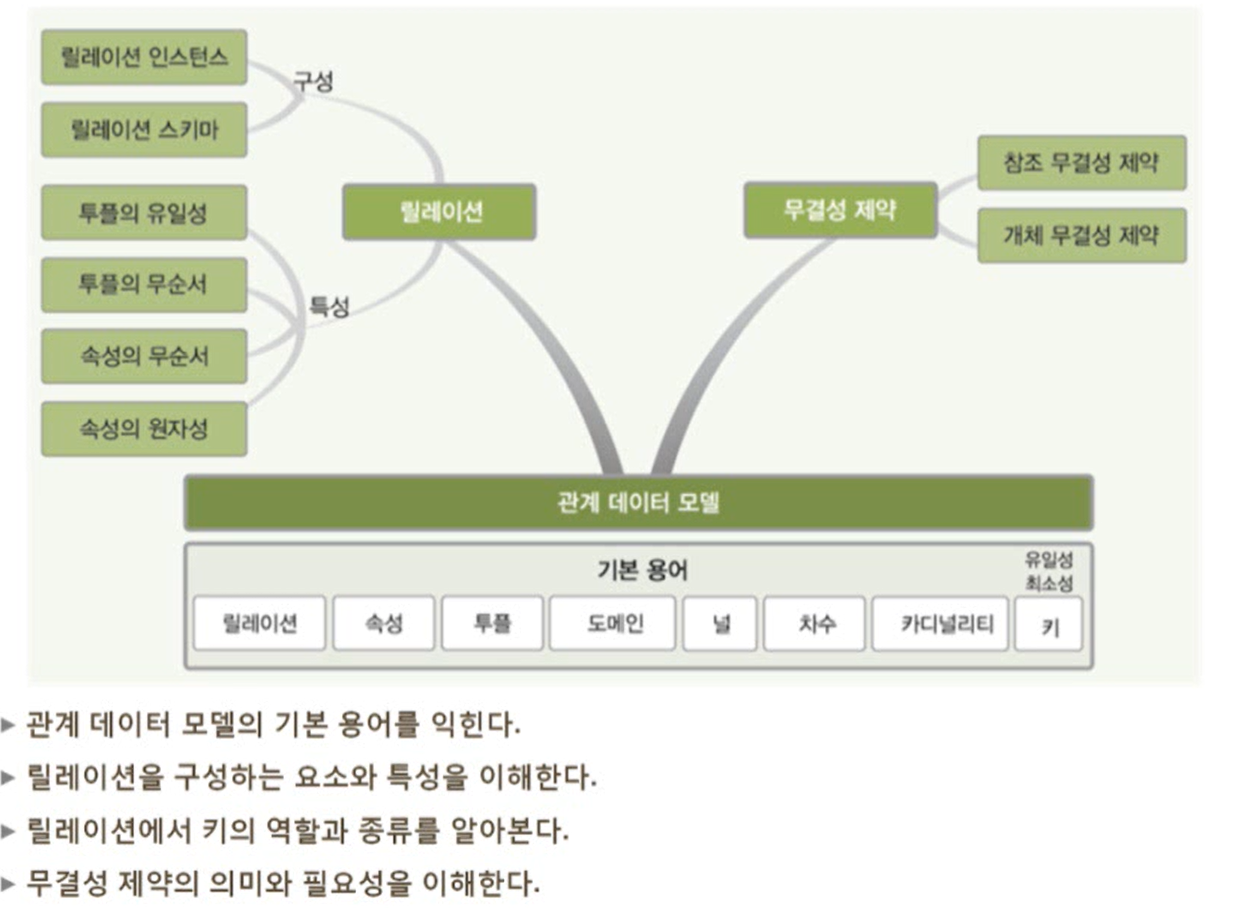 릴레이션 인스턴스
릴레이션 스키마
구성
투플의 유일성
투플의 무순서
속성의 무순서
속성의 원자성
특성
릴레이션
무결성 제약
참조 무결성 제약
개체 무결성 제약
관계 데이터 모델
기본 용어
유일성
최소성
릴레이션 속성 투플 도메인 널 차수 카디널리티 키
▶ 관계 데이터 모델의 기본 용어를 익힌다.
▶ 릴레이션을 구성하는 요소와 특성을 이해한다.
▶ 릴레이션에서 키의 역할과 종류를 알아본다.
▶ 무결성 제약의 의미와 필요성을 이해한다.